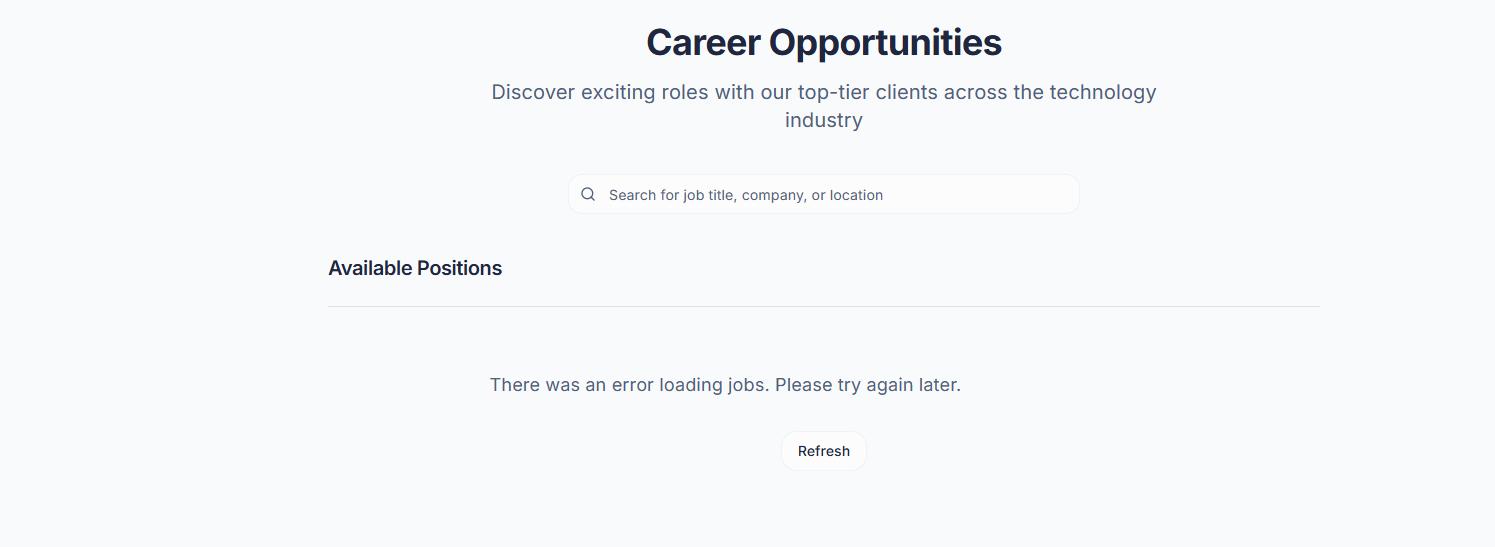 Career Opportunities
Discover exciting roles with our top-tier clients across the technology
industry
Search for job title, company, or location
Available Positions
There was an error loading jobs. Please try again later.
Refresh